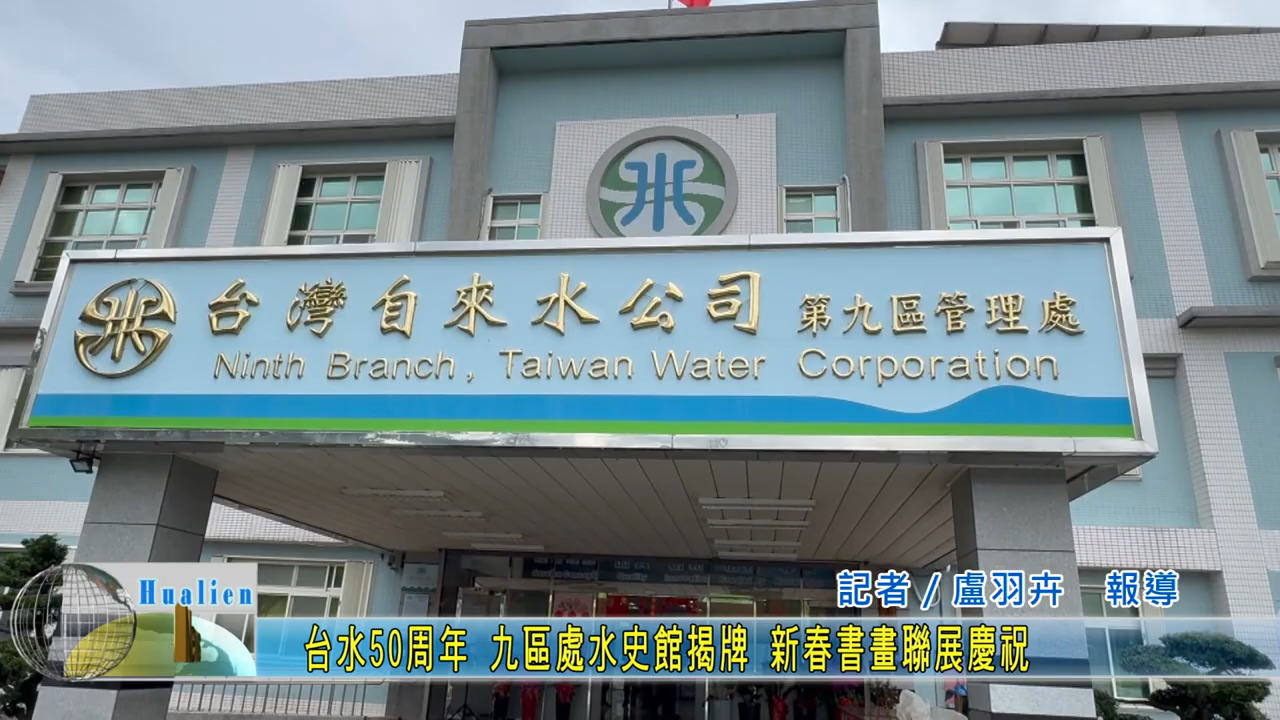 水
台灣自來水公司 第九區管理處
Ninth Branch, Taiwan Water Corporation
Hualien
記者/盧羽卉 報導
台水50周年 九區處水史館揭牌 新春書畫聯展慶祝